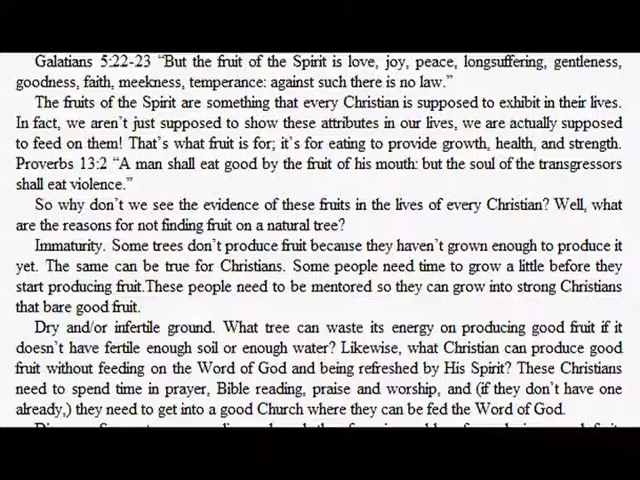 Galatians 5:22-23 “But the fruit of the Spirit is love, joy, peace, longsuffering, gentleness,
goodness, faith, meekness, temperance: against such there is no law.”
The fruits of the Spirit are something that every Christian is supposed to exhibit in their lives.
In fact, we aren’t just supposed to show these attributes in our lives, we are actually supposed
to feed on them! That’s what fruit is for; it’s for eating to provide growth, health, and strength.
Proverbs 13:2 “A man shall eat good by the fruit of his mouth: but the soul of the transgressors
shall eat violence.”
So why don’t we see the evidence of these fruits in the lives of every Christian? Well, what
are the reasons for not finding fruit on a natural tree?
Immaturity. Some trees don’t produce fruit because they haven’t grown enough to produce it
yet. The same can be true for Christians. Some people need time to grow a little before they
start producing fruit.These people need to be mentored so they can grow into strong Christians
that bare good fruit.
Dry and/or infertile ground. What tree can waste its energy on producing good fruit if it
doesn’t have fertile enough soil or enough water? Likewise, what Christian can produce good
fruit without feeding on the Word of God and being refreshed by His Spirit? These Christians
need to spend time in prayer, Bible reading, praise and worship, and (if they don’t have one
already,) they need to get into a good Church where they can be fed the Word of God.